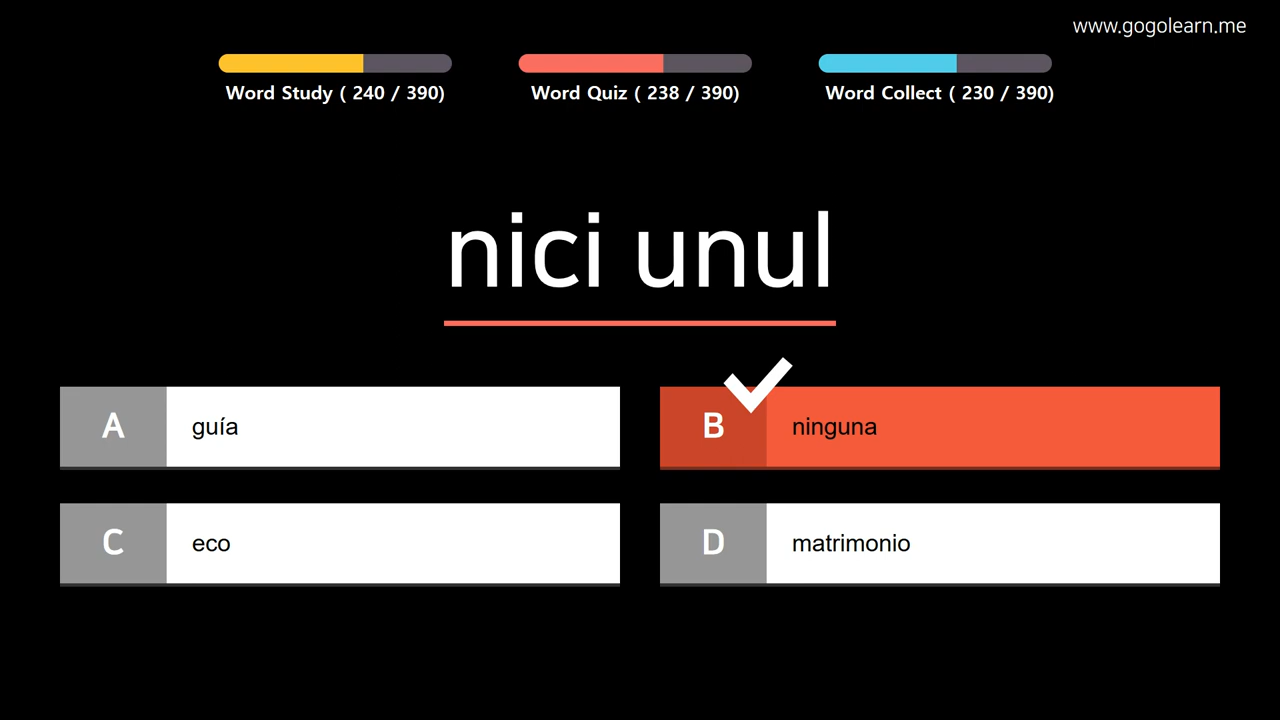 www.gogolearn.me
Word Study ( 240 / 390)
Word Quiz ( 238 / 390)
Word Collect ( 230 / 390)
nici unul
A guía
B ninguna
C eco
D matrimonio